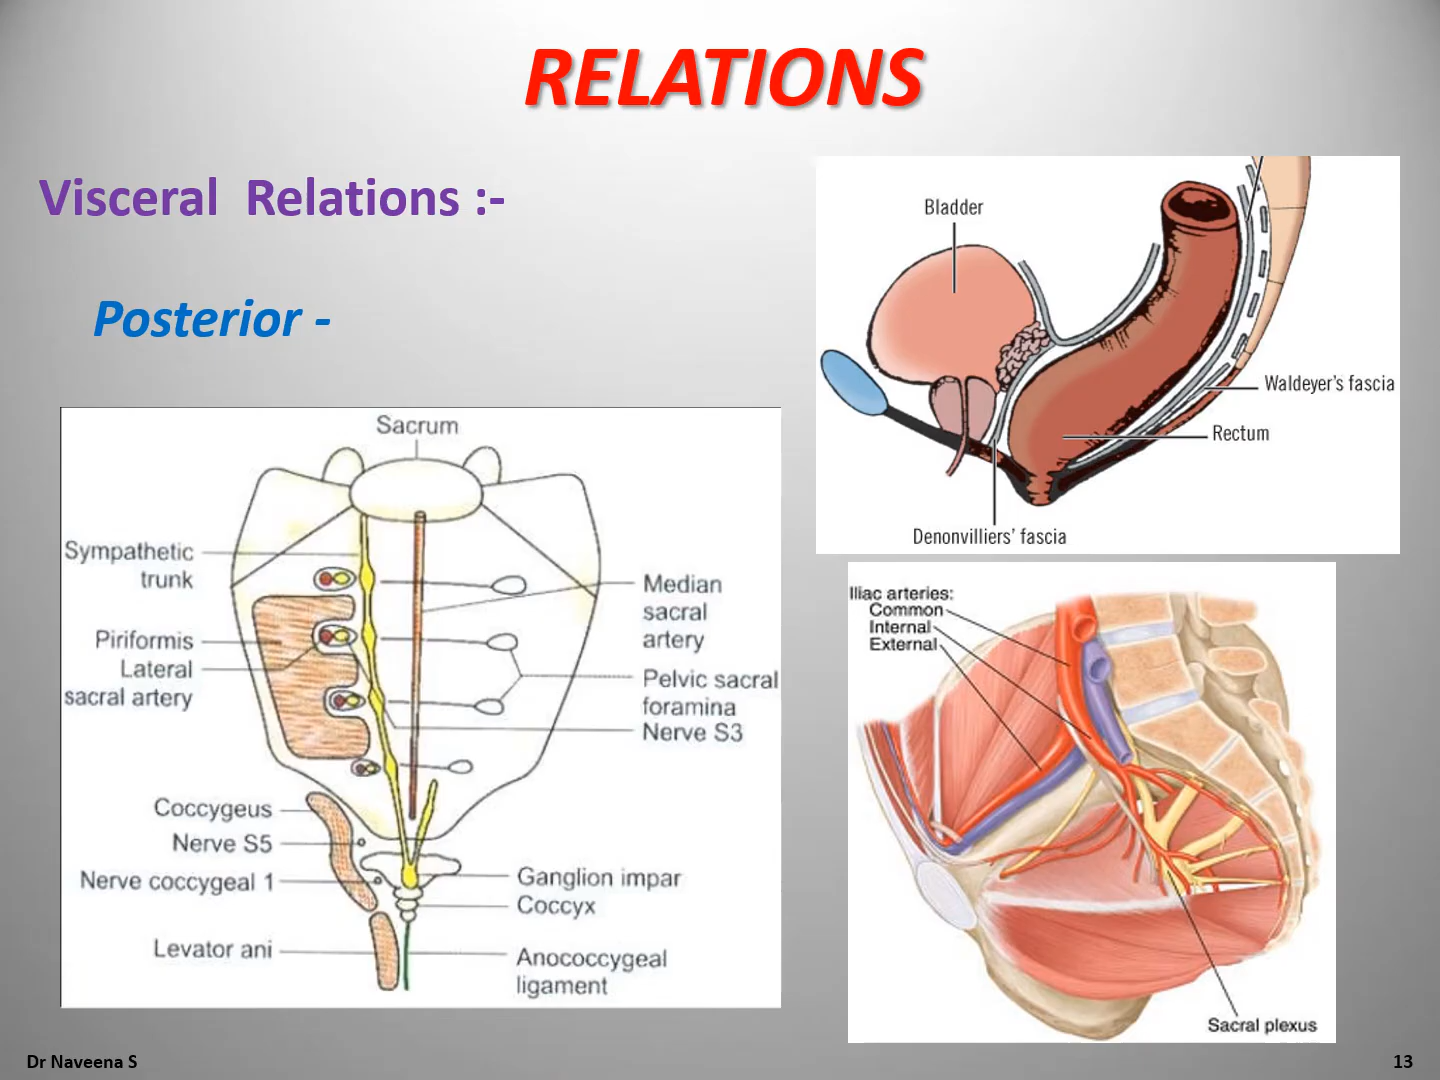 RELATIONS
Visceral Relations :-
Posterior -
Sacrum
Sympathetic
trunk
Piriformis
Lateral
sacral artery
Coccygeus
Nerve S5
Nerve coccygeal 1
Levator ani
Median
sacral
artery
Pelvic sacral
foramina
Nerve S3
Ganglion impar
Coccyx
Anococcygeal
ligament
Bladder
Waldeyer's fascia
Rectum
Denonvilliers' fascia
Iliac arteries:
Common
Internal
External
Sacral plexus
Dr Naveena S
13